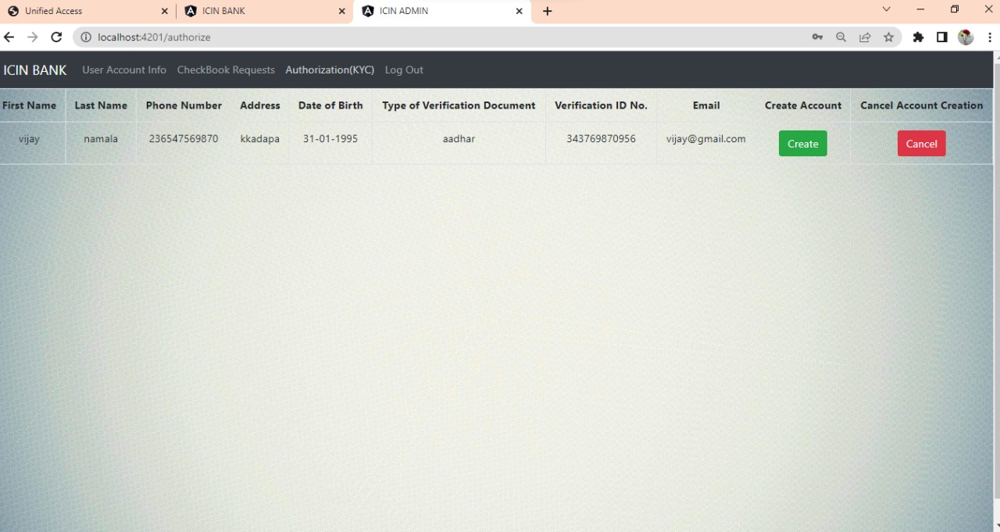 Unified Access ICIN BANK ICIN ADMIN
localhost:4201/authorize
ICIN BANK User Account Info CheckBook Requests Authorization(KYC) Log Out
First Name Last Name Phone Number Address Date of Birth Type of Verification Document Verification ID No. Email Create Account Cancel Account Creation
vijay namala 236547569870 kkadapa 31-01-1995 aadhar 343769870956 vijay@gmail.com Create Cancel